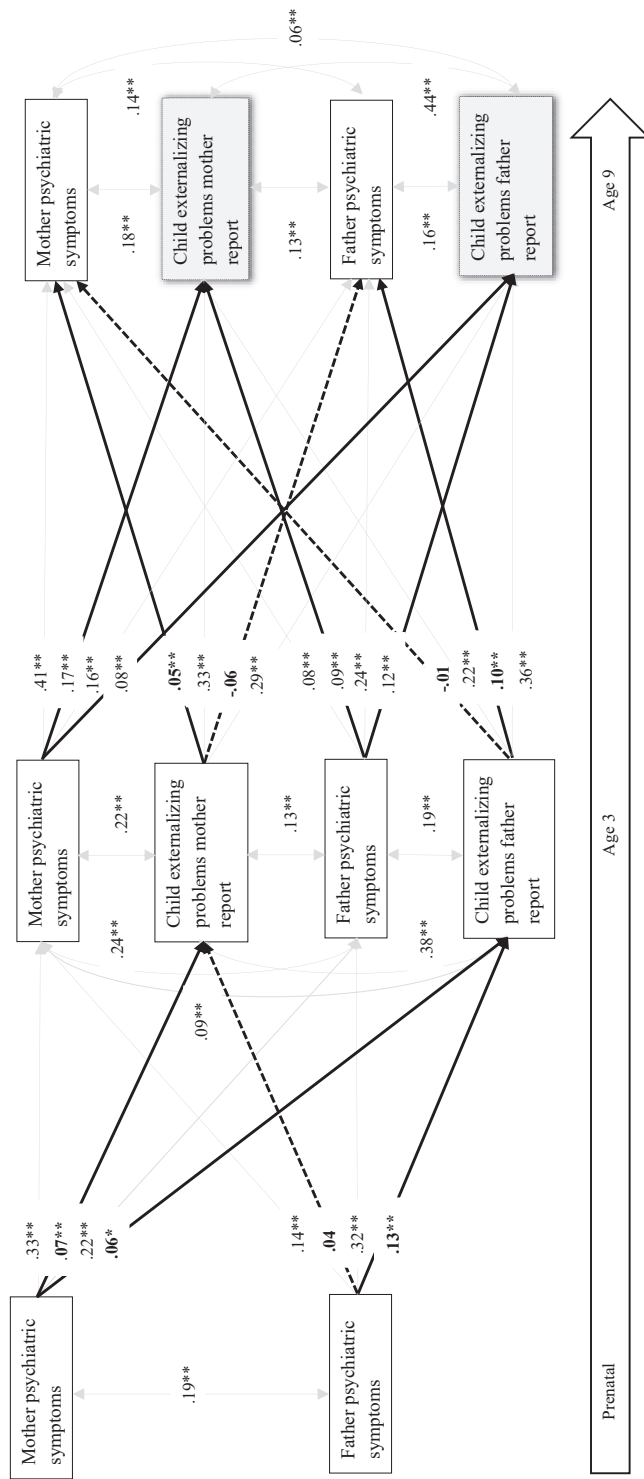 Mother psychiatric
symptoms
.19**
Father psychiatric
symptoms
.33**
.07**
.22**
.06*
.14**
.04
.32**
.13**
.09**
.24**
.38**
Mother psychiatric
symptoms
.22**
Child externalizing
problems mother
report
.13**
Father psychiatric
symptoms
.19**
Child externalizing
problems father
report
.41**
.17**
.16**
.08**
.05**
.33**
-.06
.29**
.08**
.09**
.24**
.12**
-.01
.22**
.10**
.36**
Mother psychiatric
symptoms
.18**
.14**
Child externalizing
problems mother
report
.13**
.06**
Father psychiatric
symptoms
.16**
.44**
Child externalizing
problems father
report
Prenatal
Age 3
Age 9